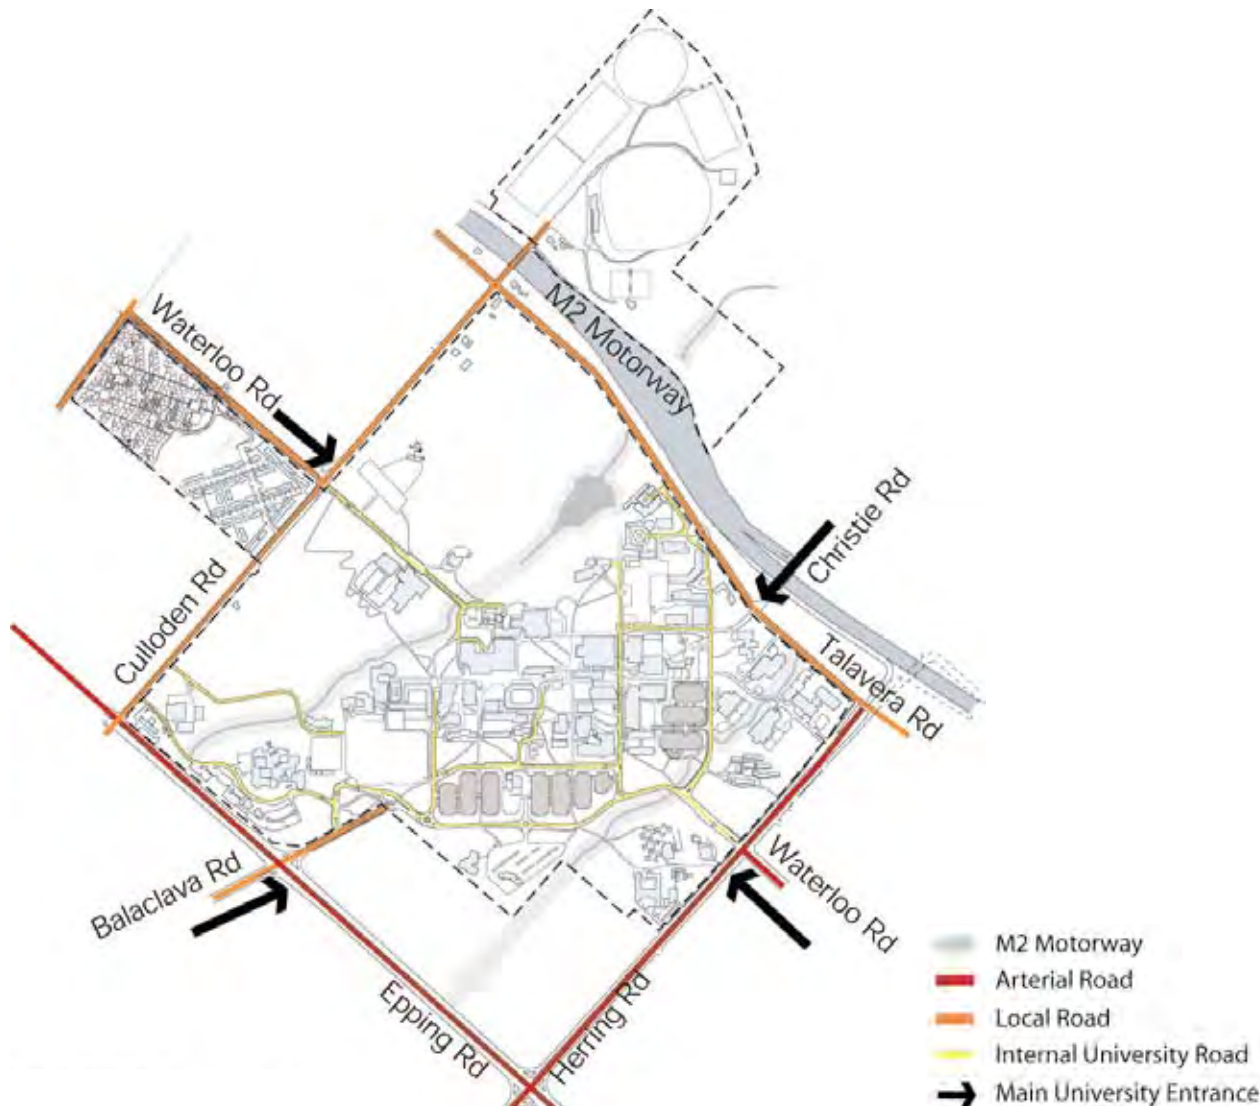 Waterloo Rd
M2 Motorway
Christie Rd
Culloden Rd
Talavera Rd
Balaclava Rd
Waterloo Rd
Epping Rd
Herring Rd
M2 Motorway
Arterial Road
Local Road
Internal University Road
Main University Entrance